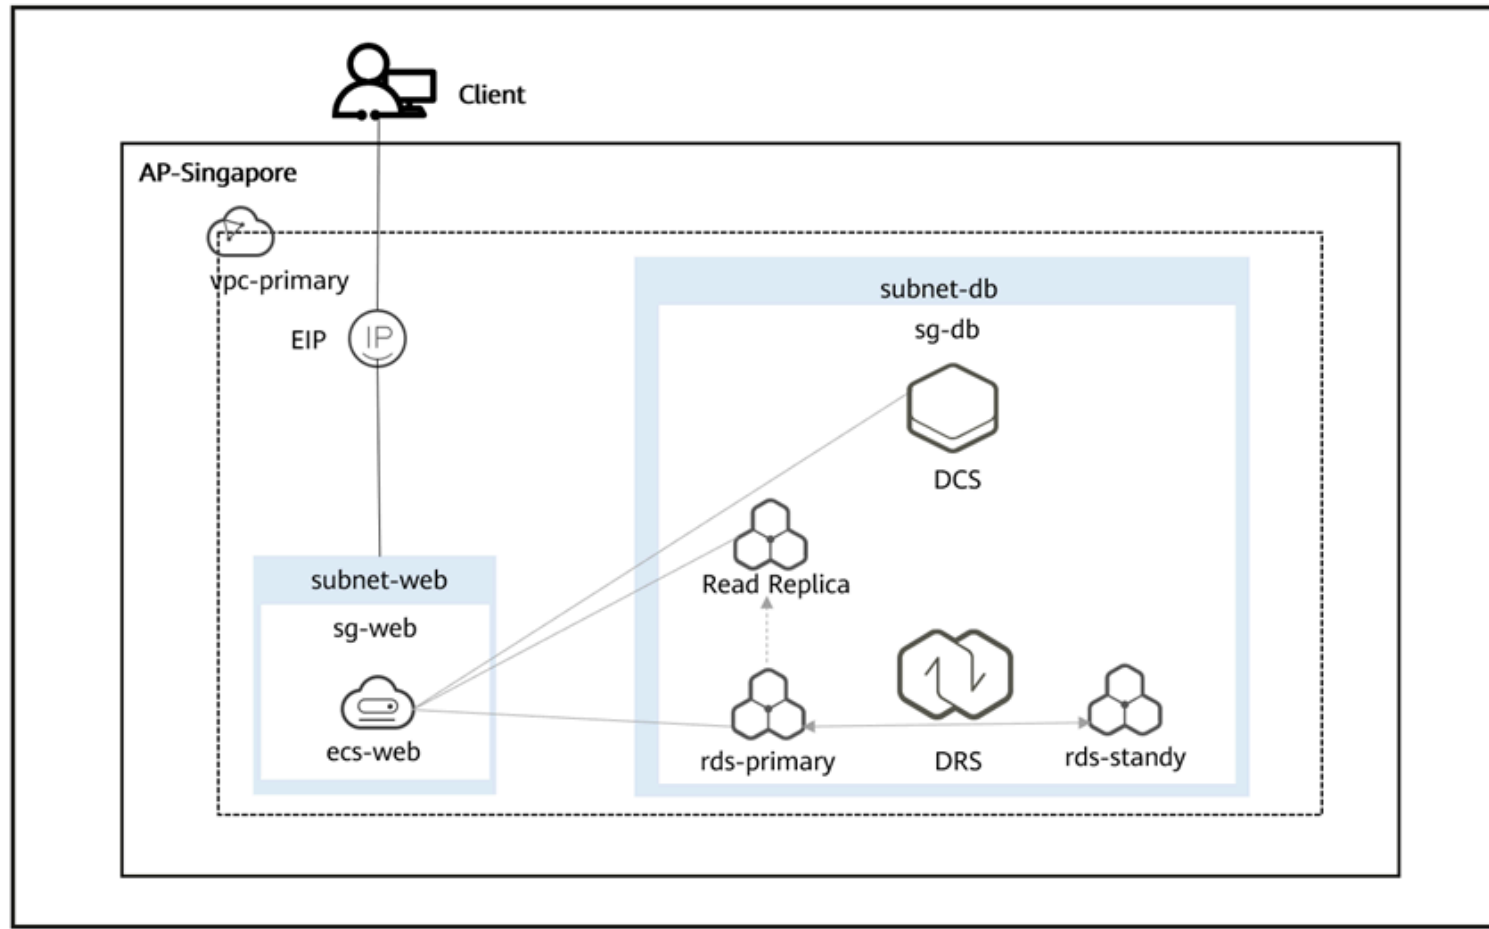 Client
AP-Singapore
vpc-primary
EIP
IP
subnet-db
sg-db
DCS
Read Replica
subnet-web
sg-web
ecs-web
rds-primary
DRS
rds-standy